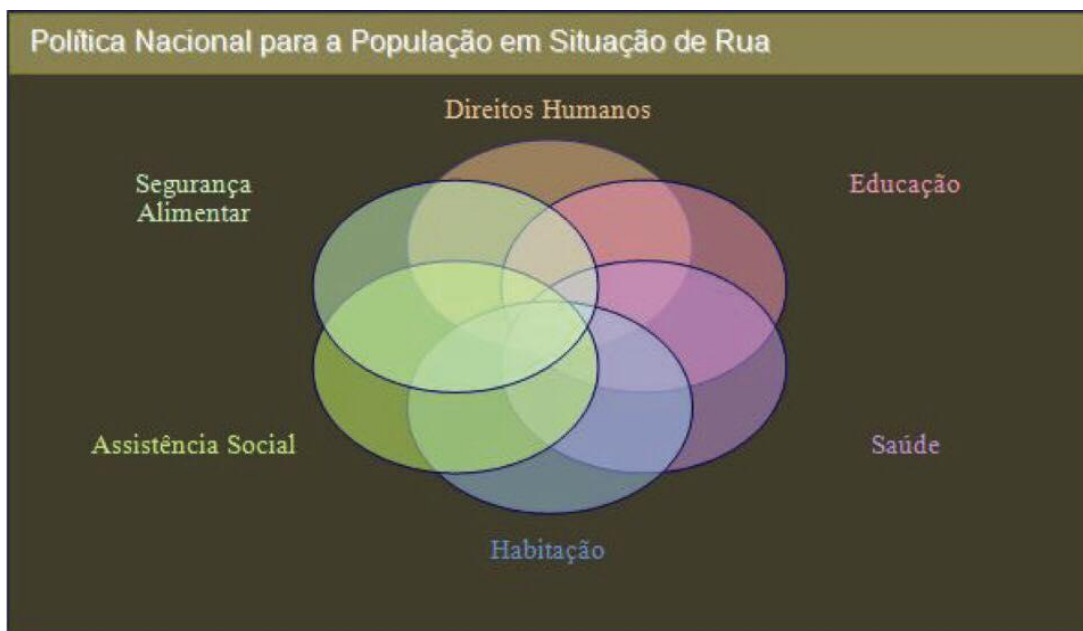 Política Nacional para a População em Situação de Rua
Direitos Humanos
Segurança
Alimentar
Educação
Assistência Social
Saúde
Habitação